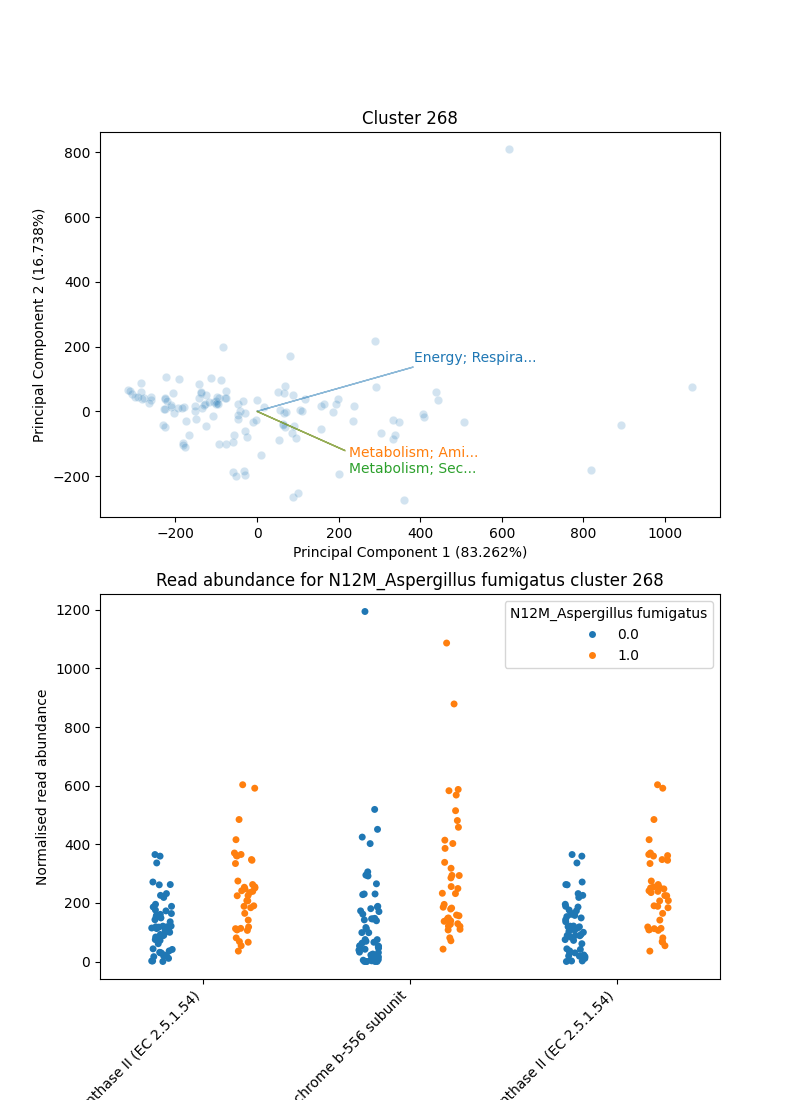 Cluster 268
Principal Component 2 (16.738%)
800
600
400
200
0
−200
Energy; Respira...
Metabolism; Ami...
Metabolism; Sec...
−200 0 200 400 600 800 1000
Principal Component 1 (83.262%)
Read abundance for N12M_Aspergillus fumigatus cluster 268
Normalised read abundance
1200
1000
800
600
400
200
0
N12M_Aspergillus fumigatus
0.0
1.0
nthase II (EC 2.5.1.54)
chrome b-556 subunit
nthase II (EC 2.5.1.54)